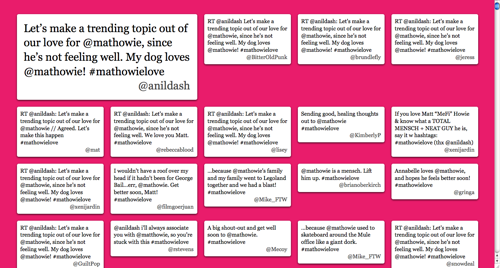 Let's make a trending topic out of
our love for @mathowie, since
he's not feeling well. My dog loves
@mathowie! #mathowielove
@anildash
RT @anildash: Let's make a
trending topic out of our love for
@mathowie, since he's not
feeling well. My dog loves
@mathowie! #mathowielove
@BitterOldPunk
RT @anildash: Let's make a
trending topic out of our love for
@mathowie, since he's not
feeling well. My dog loves
@mathowie! #mathowielove
@brundlefly
RT @anildash: Let's make a
trending topic out of our love for
@mathowie, since he's not
feeling well. My dog loves
@mathowie! #mathowielove
@jeress
RT @anildash: Let's make a
trending topic out of our love for
@mathowie // Agreed. Let's
make this happen
#mathowielove
@mat
RT @anildash: Let's make a
trending topic out of our love for
@mathowie, since he's not
feeling well. We love you Matt.
#mathowielove
@rebeccablood
RT @anildash: Let's make a
trending topic out of our love for
@mathowie, since he's not
feeling well. My dog loves
@mathowie! #mathowielove
@lsey
Sending good, healing thoughts
out to @mathowie
#mathowielove
@KimberlyP
If you love Matt "MeFi" Howie
& know what a TOTAL
MENSCH + NEAT GUY he is,
say it w hashtags:
#mathowielove (thx @anildash)
@xenijardin
RT @anildash: Let's make a
trending topic out of our love for
@mathowie, since he's not
feeling well. My dog loves
@mathowie! #mathowielove
@xenijardin
I wouldn't have a roof over my
head if it hadn't been for George
Bail...err, @mathowie. Get
better soon, Matt!
#mathowielove
@filmgoerjuan
...because @mathowie's family
and my family went to Legoland
together and we had a blast!
#mathowielove
@Mike_FTW
@mathowie is a mensch. Lift
him up. #mathowielove
@brianoberkirch
Annabelle loves @mathowie,
and hopes he feels better soon!
#mathowielove
@gringa
RT @anildash: Let's make a
trending topic out of our love for
@mathowie, since he's not
feeling well. My dog loves
@mathowie! #mathowielove
@GuiltPop
@anildash i'll always associate
you with @mathowie, so you're
stuck with this #mathowielove
@rstevens
A big shout-out and get well
soon to @mathowie.
#mathowielove
@Mecoy
...because @mathowie used to
skateboard around the Mule
office like a giant dork.
#mathowielove
@Mike_FTW
RT @anildash: Let's make a
trending topic out of our love for
@mathowie, since he's not
feeling well. My dog loves
@mathowie! #mathowielove
@snowdeal